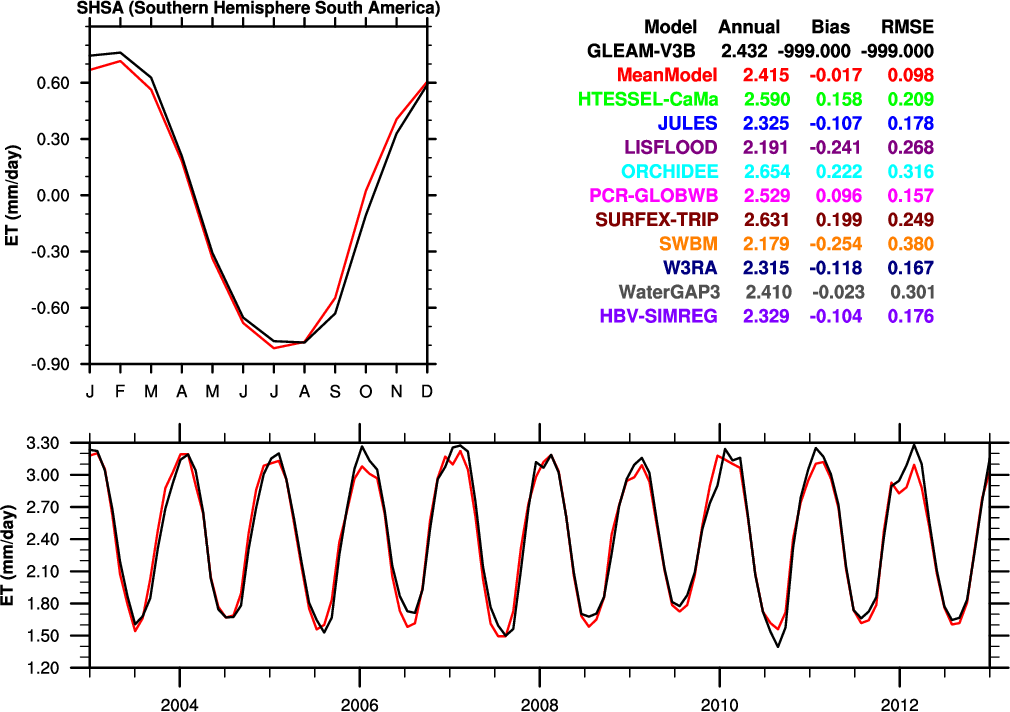 SHSA (Southern Hemisphere South America)
ET (mm/day)
0.60
0.30
0.00
-0.30
-0.60
-0.90
J F M A M J J A S O N D
Model Annual Bias RMSE
GLEAM-V3B 2.432 -999.000 -999.000
MeanModel 2.415 -0.017 0.098
HTESSEL-CaMa 2.590 0.158 0.209
JULES 2.325 -0.107 0.178
LISFLOOD 2.191 -0.241 0.268
ORCHIDEE 2.654 0.222 0.316
PCR-GLOBWB 2.529 0.096 0.157
SURFEX-TRIP 2.631 0.199 0.249
SWBM 2.179 -0.254 0.380
W3RA 2.315 -0.118 0.167
WaterGAP3 2.410 -0.023 0.301
HBV-SIMREG 2.329 -0.104 0.176
ET (mm/day)
3.30
3.00
2.70
2.40
2.10
1.80
1.50
1.20
2004 2006 2008 2010 2012